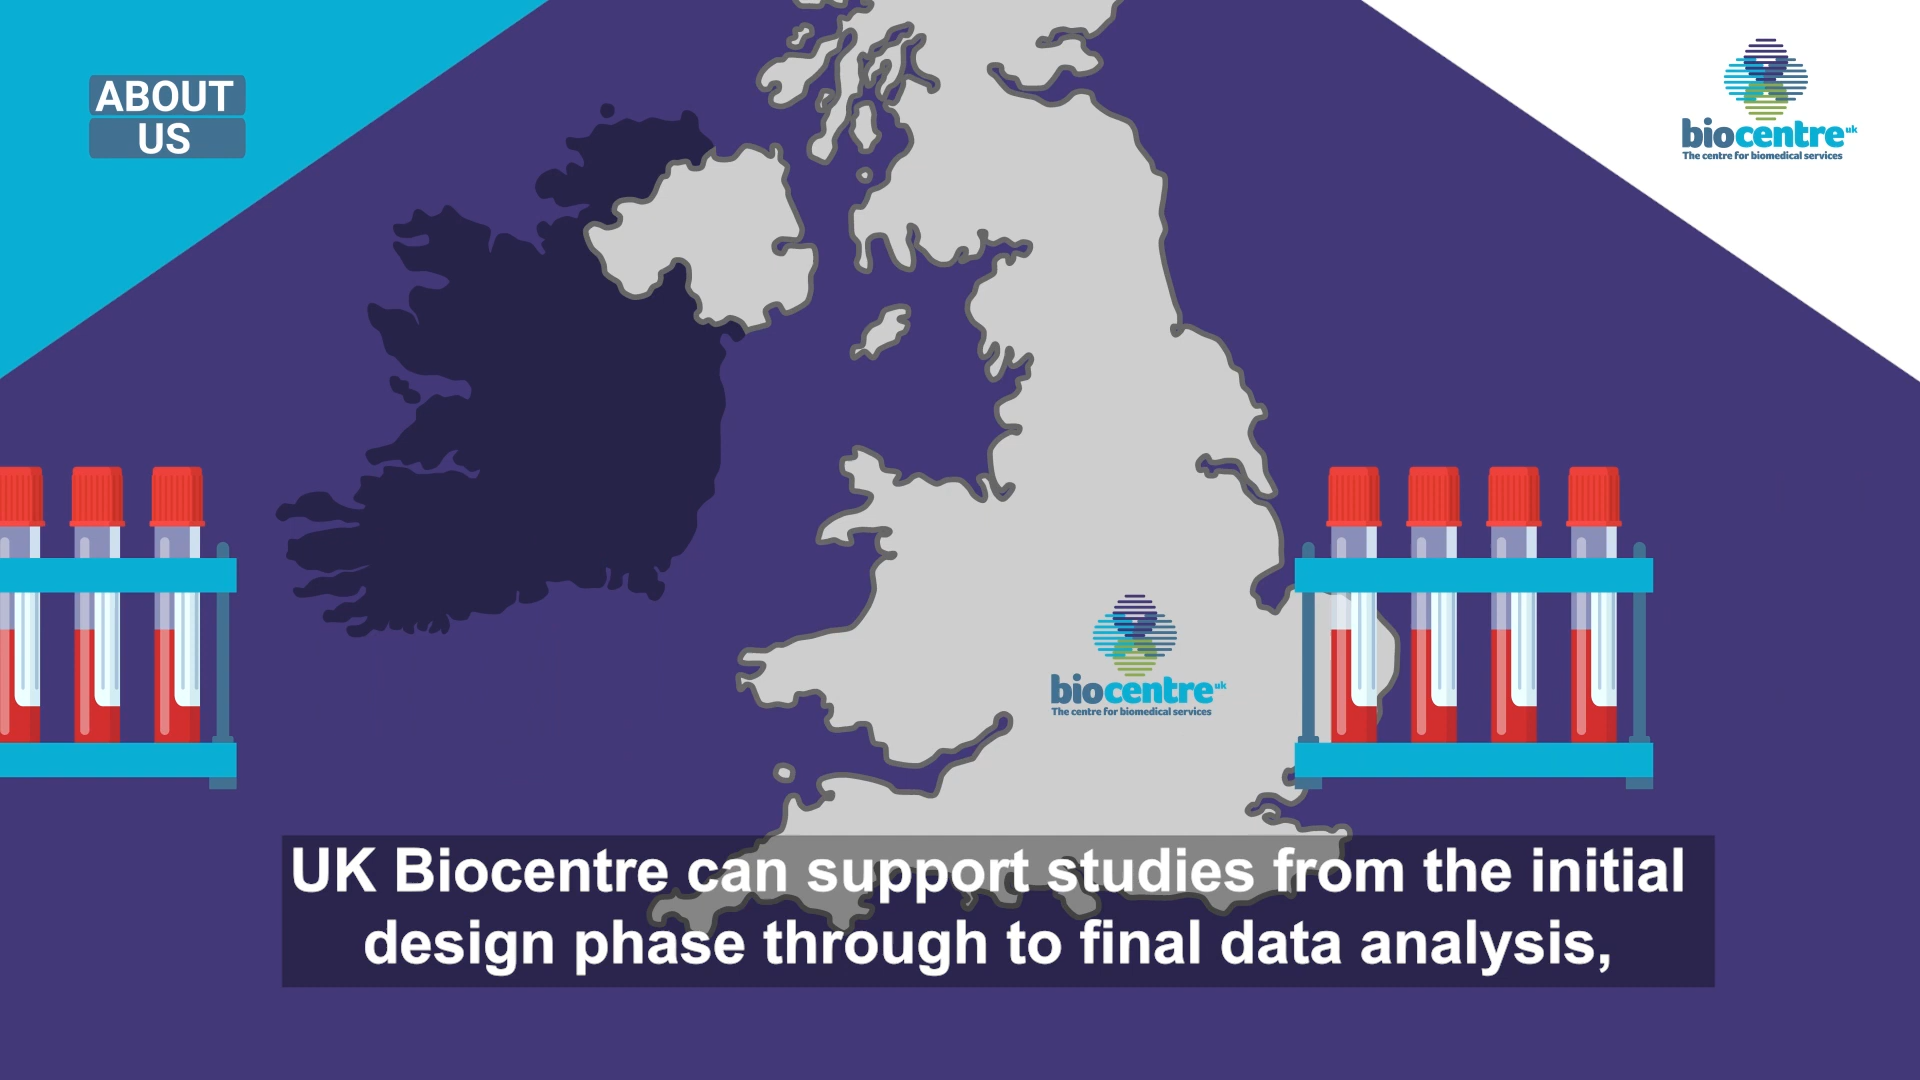 ABOUT
US
biocentre uk
The centre for biomedical services
biocentre uk
The centre for biomedical services
UK Biocentre can support studies from the initial
design phase through to final data analysis,